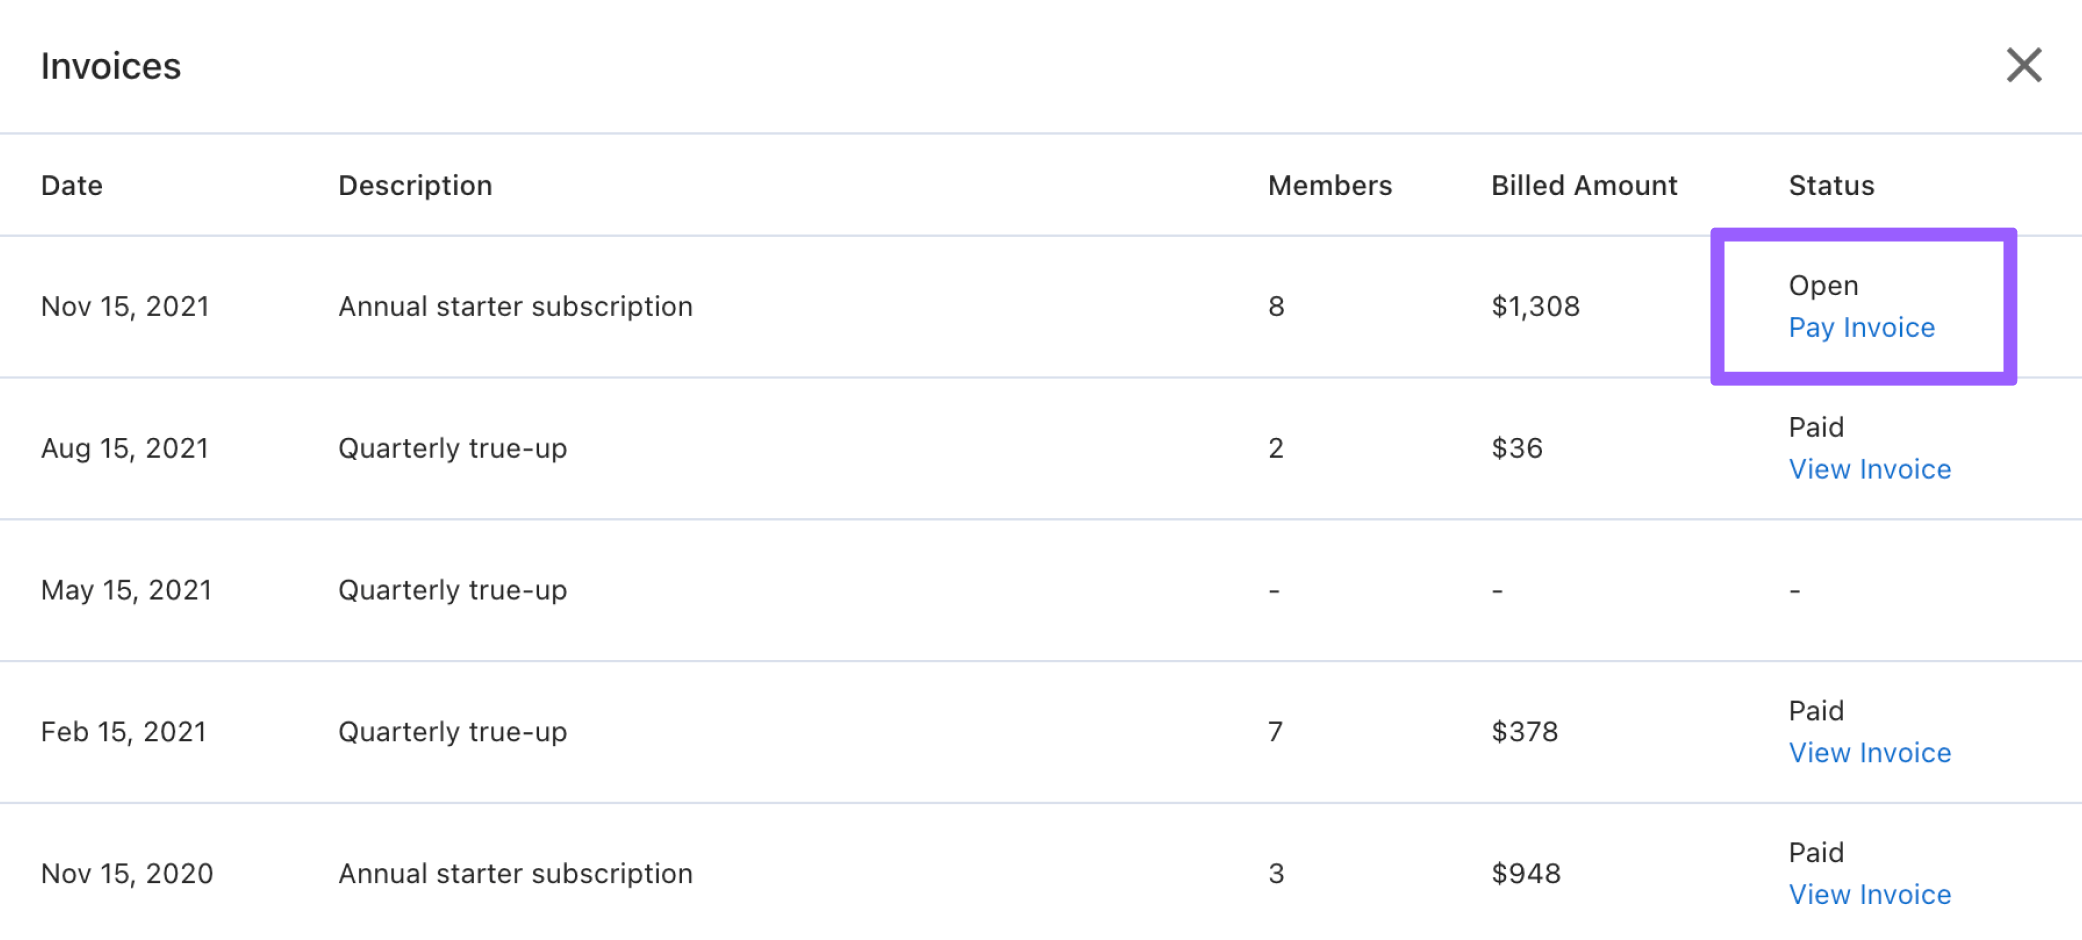 Invoices
Date Description Members Billed Amount Status
Nov 15, 2021 Annual starter subscription 8 $1,308 Open
Pay Invoice
Aug 15, 2021 Quarterly true-up 2 $36 Paid
View Invoice
May 15, 2021 Quarterly true-up - - -
Feb 15, 2021 Quarterly true-up 7 $378 Paid
View Invoice
Nov 15, 2020 Annual starter subscription 3 $948 Paid
View Invoice